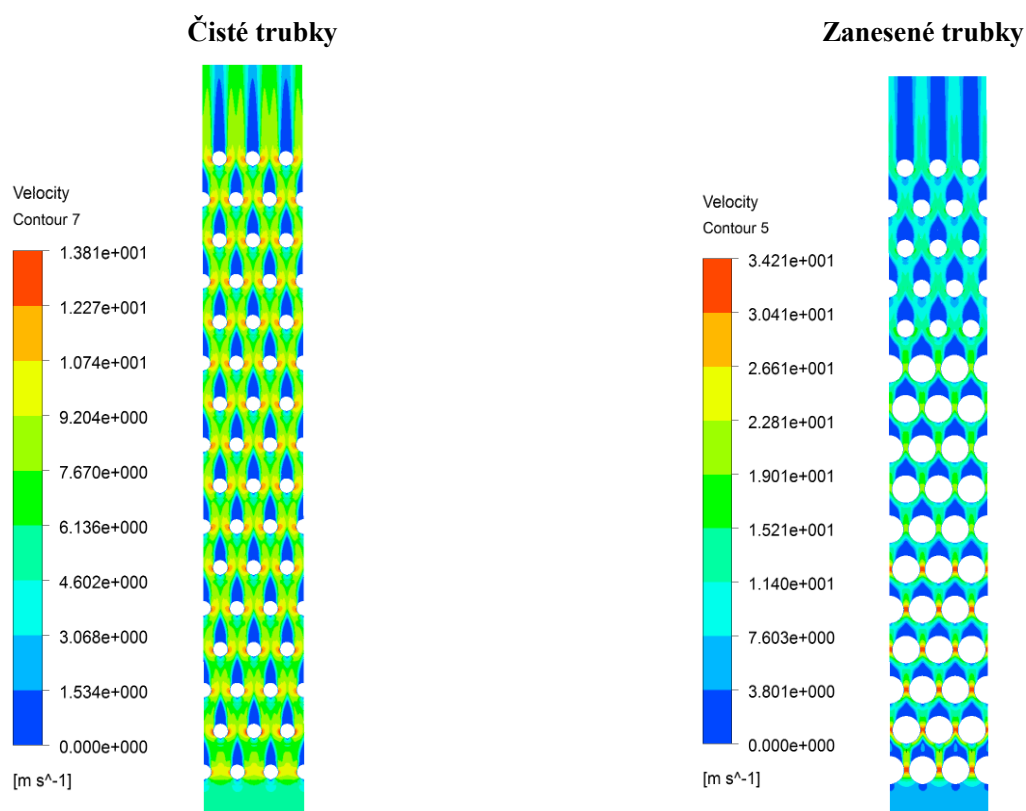 Čisté trubky
Velocity
Contour 7
1.381e+001
1.227e+001
1.074e+001
9.204e+000
7.670e+000
6.136e+000
4.602e+000
3.068e+000
1.534e+000
0.000e+000
[m s^-1]
Zanesené trubky
Velocity
Contour 5
3.421e+001
3.041e+001
2.661e+001
2.281e+001
1.901e+001
1.521e+001
1.140e+001
7.603e+000
3.801e+000
0.000e+000
[m s^-1]